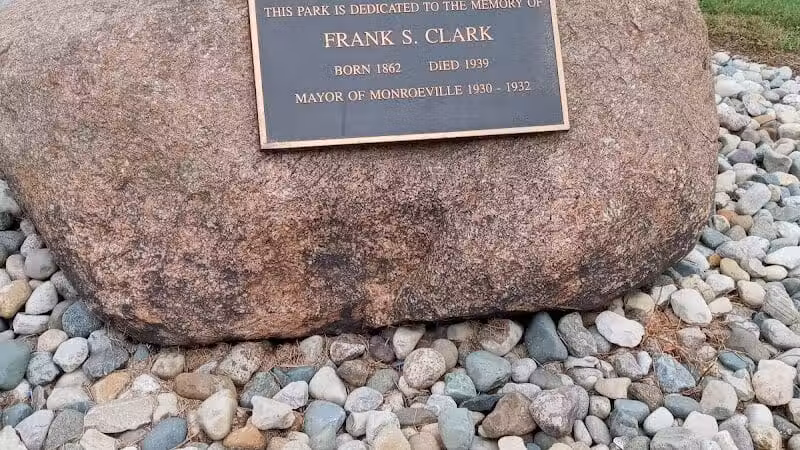 THIS PARK IS DEDICATED TO THE MEMORY OF
FRANK S. CLARK
BORN 1862 DIED 1939
MAYOR OF MONROEVILLE 1930 - 1932